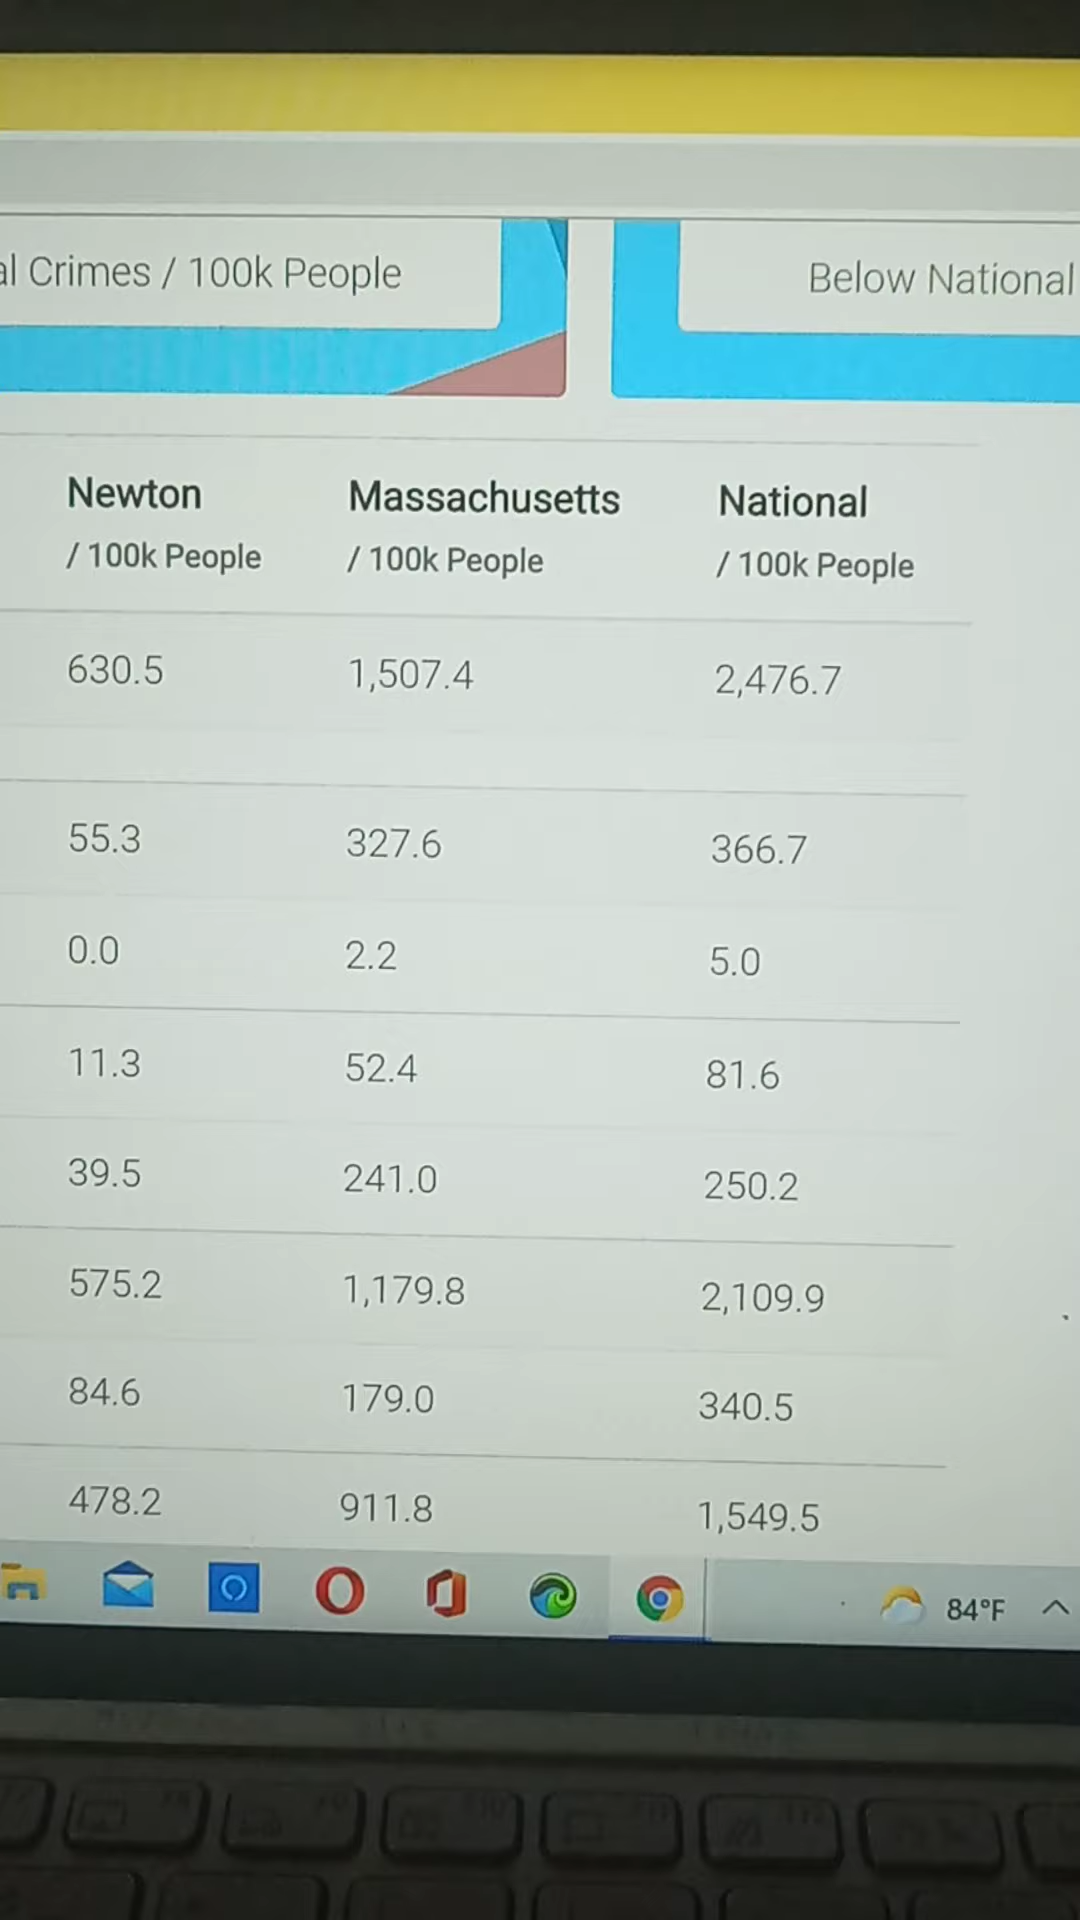 al Crimes / 100k People
Below National
Newton Massachusetts National
/ 100k People / 100k People / 100k People
630.5 1,507.4 2,476.7
55.3 327.6 366.7
0.0 2.2 5.0
11.3 52.4 81.6
39.5 241.0 250.2
575.2 1,179.8 2,109.9
84.6 179.0 340.5
478.2 911.8 1,549.5
84°F